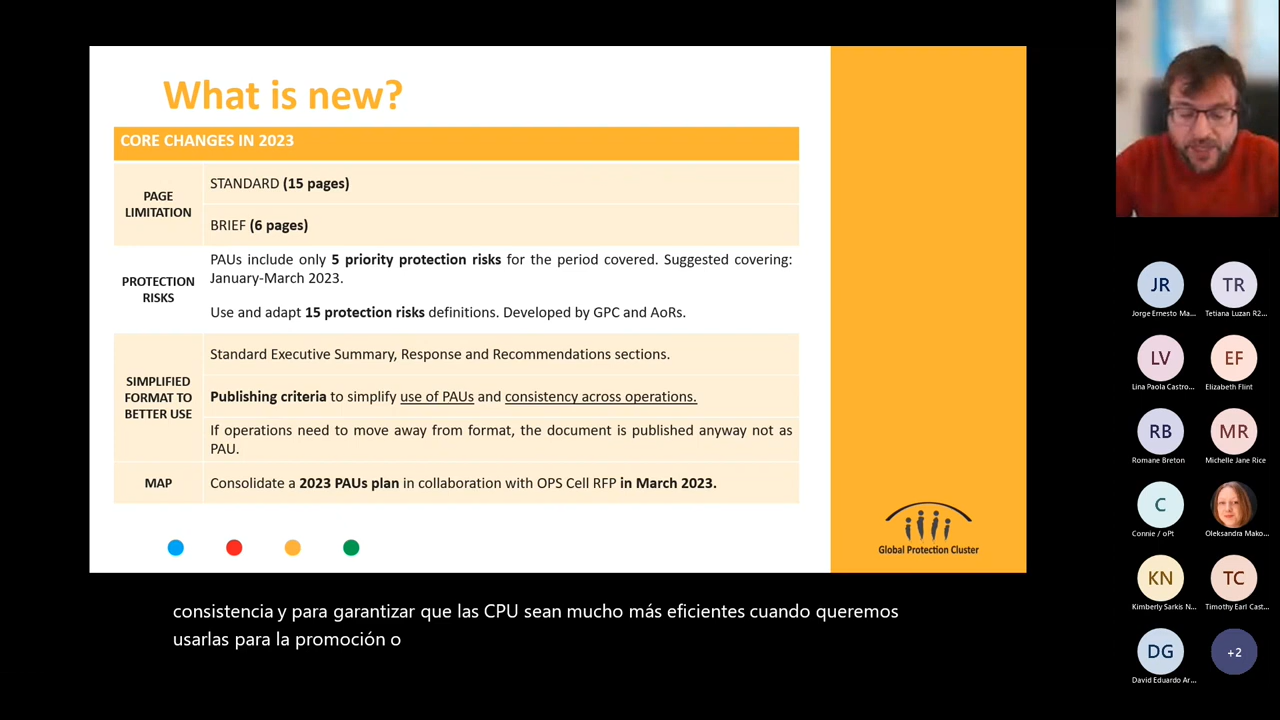 What is new?
CORE CHANGES IN 2023
PAGE
LIMITATION
STANDARD (15 pages)
BRIEF (6 pages)
PROTECTION
RISKS
PAUs include only 5 priority protection risks for the period covered. Suggested covering:
January-March 2023.
Use and adapt 15 protection risks definitions. Developed by GPC and AoRs.
SIMPLIFIED
FORMAT TO
BETTER USE
Standard Executive Summary, Response and Recommendations sections.
Publishing criteria to simplify use of PAUs and consistency across operations.
If operations need to move away from format, the document is published anyway not as
PAU.
MAP
Consolidate a 2023 PAUs plan in collaboration with OPS Cell RFP in March 2023.
Global Protection Cluster
consistencia y para garantizar que las CPU sean mucho más eficientes cuando queremos
usarlas para la promoción o
JR
Jorge Ernesto Ma...
TR
Tetiana Luzan R2...
LV
Lina Paola Castro...
EF
Elizabeth Flint
RB
Romane Breton
MR
Michelle Jane Rice
C
Connie / oPt
Oleksandra Mako...
KN
Kimberly Sarkis N...
TC
Timothy Earl Cast...
DG
David Eduardo Ar...
+2